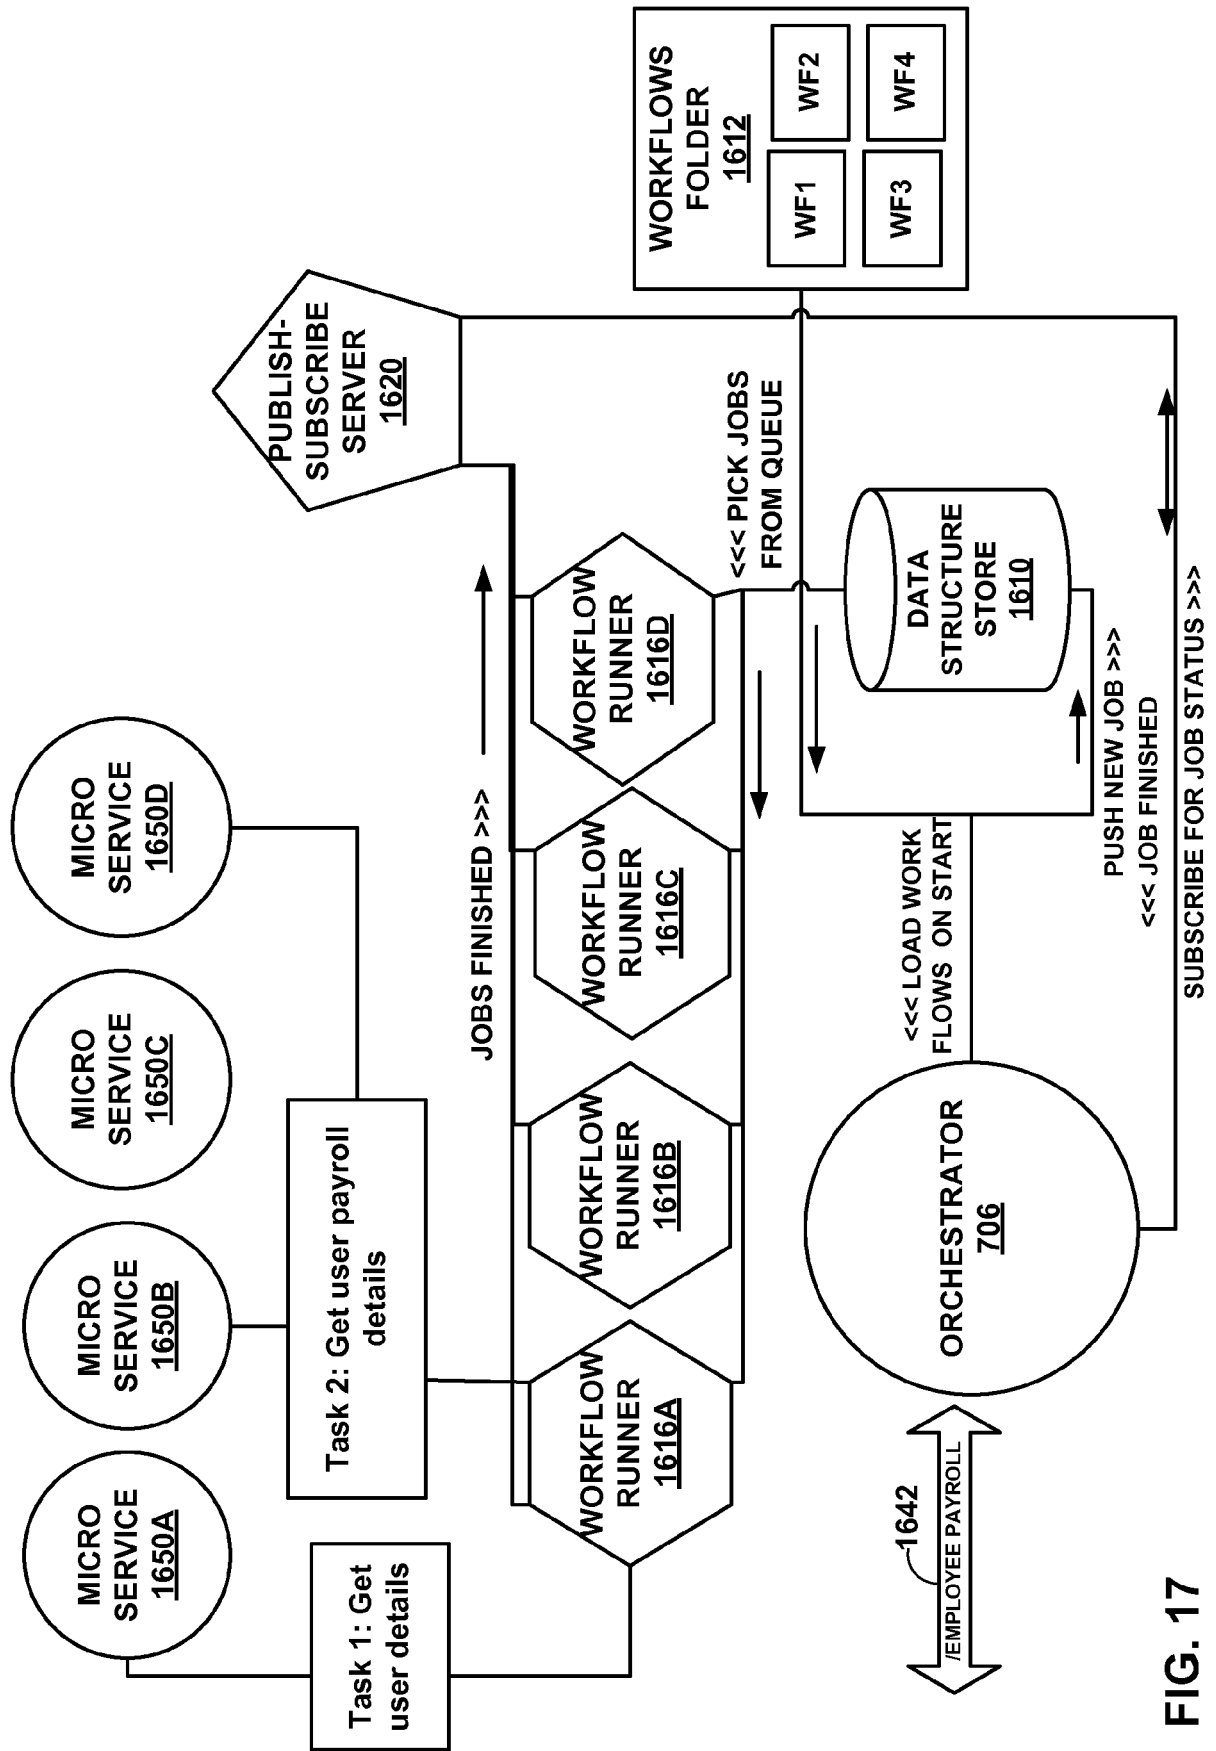 MICRO
SERVICE
1650A
MICRO
SERVICE
1650B
MICRO
SERVICE
1650C
MICRO
SERVICE
1650D
Task 1: Get
user details
Task 2: Get user payroll
details
JOBS FINISHED >>>
PUBLISH-
SUBSCRIBE
SERVER
1620
WORKFLOW
RUNNER
1616A
WORKFLOW
RUNNER
1616B
WORKFLOW
RUNNER
1616C
WORKFLOW
RUNNER
1616D
<<< PICK JOBS
FROM QUEUE
WORKFLOWS
FOLDER
1612
WF1
WF2
WF3
WF4
1642
/EMPLOYEE PAYROLL
ORCHESTRATOR
706
<<< LOAD WORK
FLOWS ON START
DATA
STRUCTURE
STORE
1610
PUSH NEW JOB >>>
<<< JOB FINISHED
SUBSCRIBE FOR JOB STATUS >>>
FIG. 17